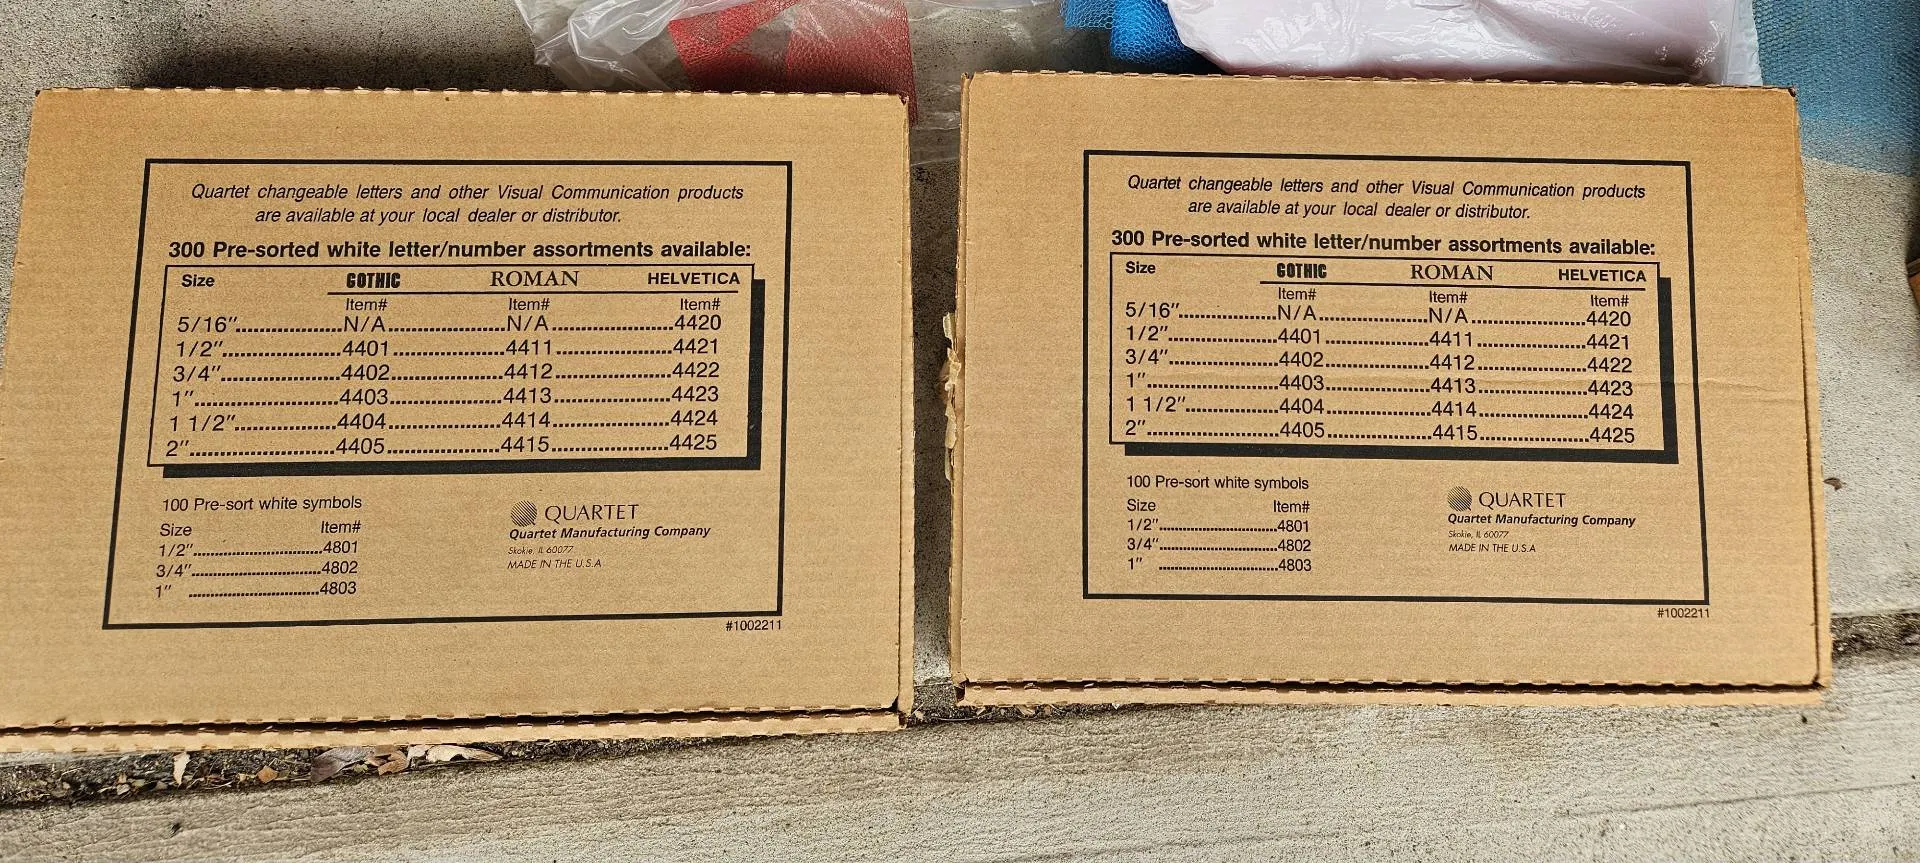 Quartet changeable letters and other Visual Communication products
are available at your local dealer or distributor.
300 Pre-sorted white letter/number assortments available:
Size GOTHIC ROMAN HELVETICA
Item# Item# Item#
5/16"..............N/A..............N/A..............4420
1/2"..............4401..............4411..............4421
3/4"..............4402..............4412..............4422
1"..............4403..............4413..............4423
1 1/2"..............4404..............4414..............4424
2"..............4405..............4415..............4425
100 Pre-sort white symbols
Size Item#
1/2"..............4801
3/4"..............4802
1" ..............4803
QUARTET
Quartet Manufacturing Company
Skokie, IL 60077
MADE IN THE U.S.A
#1002211
Quartet changeable letters and other Visual Communication products
are available at your local dealer or distributor.
300 Pre-sorted white letter/number assortments available:
Size GOTHIC ROMAN HELVETICA
Item# Item# Item#
5/16"..............N/A..............N/A..............4420
1/2"..............4401..............4411..............4421
3/4"..............4402..............4412..............4422
1"..............4403..............4413..............4423
1 1/2"..............4404..............4414..............4424
2"..............4405..............4415..............4425
100 Pre-sort white symbols
Size Item#
1/2"..............4801
3/4"..............4802
1" ..............4803
QUARTET
Quartet Manufacturing Company
Skokie, IL 60077
MADE IN THE U.S.A
#1002211